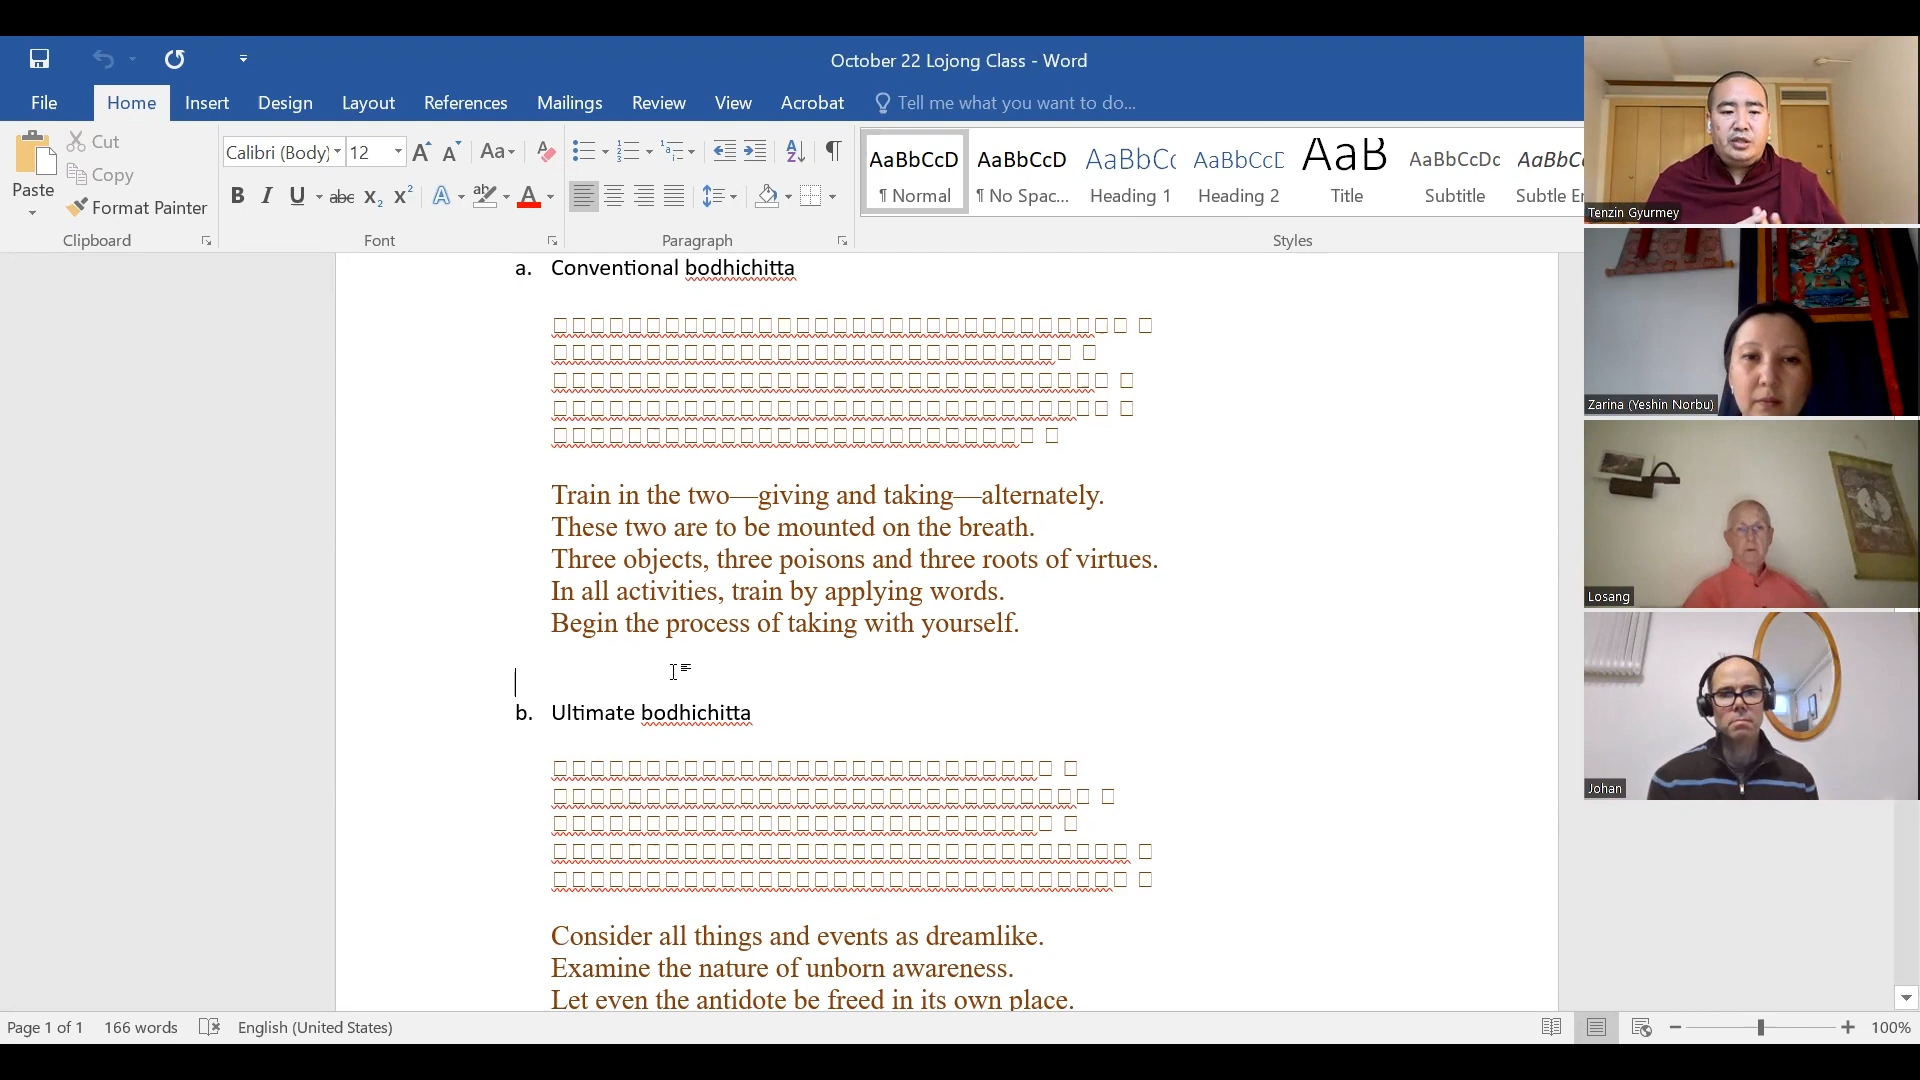 October 22 Lojong Class - Word
File Home Insert Design Layout References Mailings Review View Acrobat Tell me what you want to do...
Paste
Cut
Copy
Format Painter
Clipboard
Calibri (Body) 12
Font
Paragraph
AaBbCcD AaBbCcD AaBbC AaBbCc AaB AaBbCcDc AaBbC
¶ Normal ¶ No Spac... Heading 1 Heading 2 Title Subtitle Subtle E
Styles
Tenzin Gyurmey
Zarina (Yeshin Norbu)
Losang
Johan
a. Conventional bodhichitta
Train in the two—giving and taking—alternately.
These two are to be mounted on the breath.
Three objects, three poisons and three roots of virtues.
In all activities, train by applying words.
Begin the process of taking with yourself.
b. Ultimate bodhichitta
Consider all things and events as dreamlike.
Examine the nature of unborn awareness.
Let even the antidote be freed in its own place.
Page 1 of 1 166 words English (United States) 100%